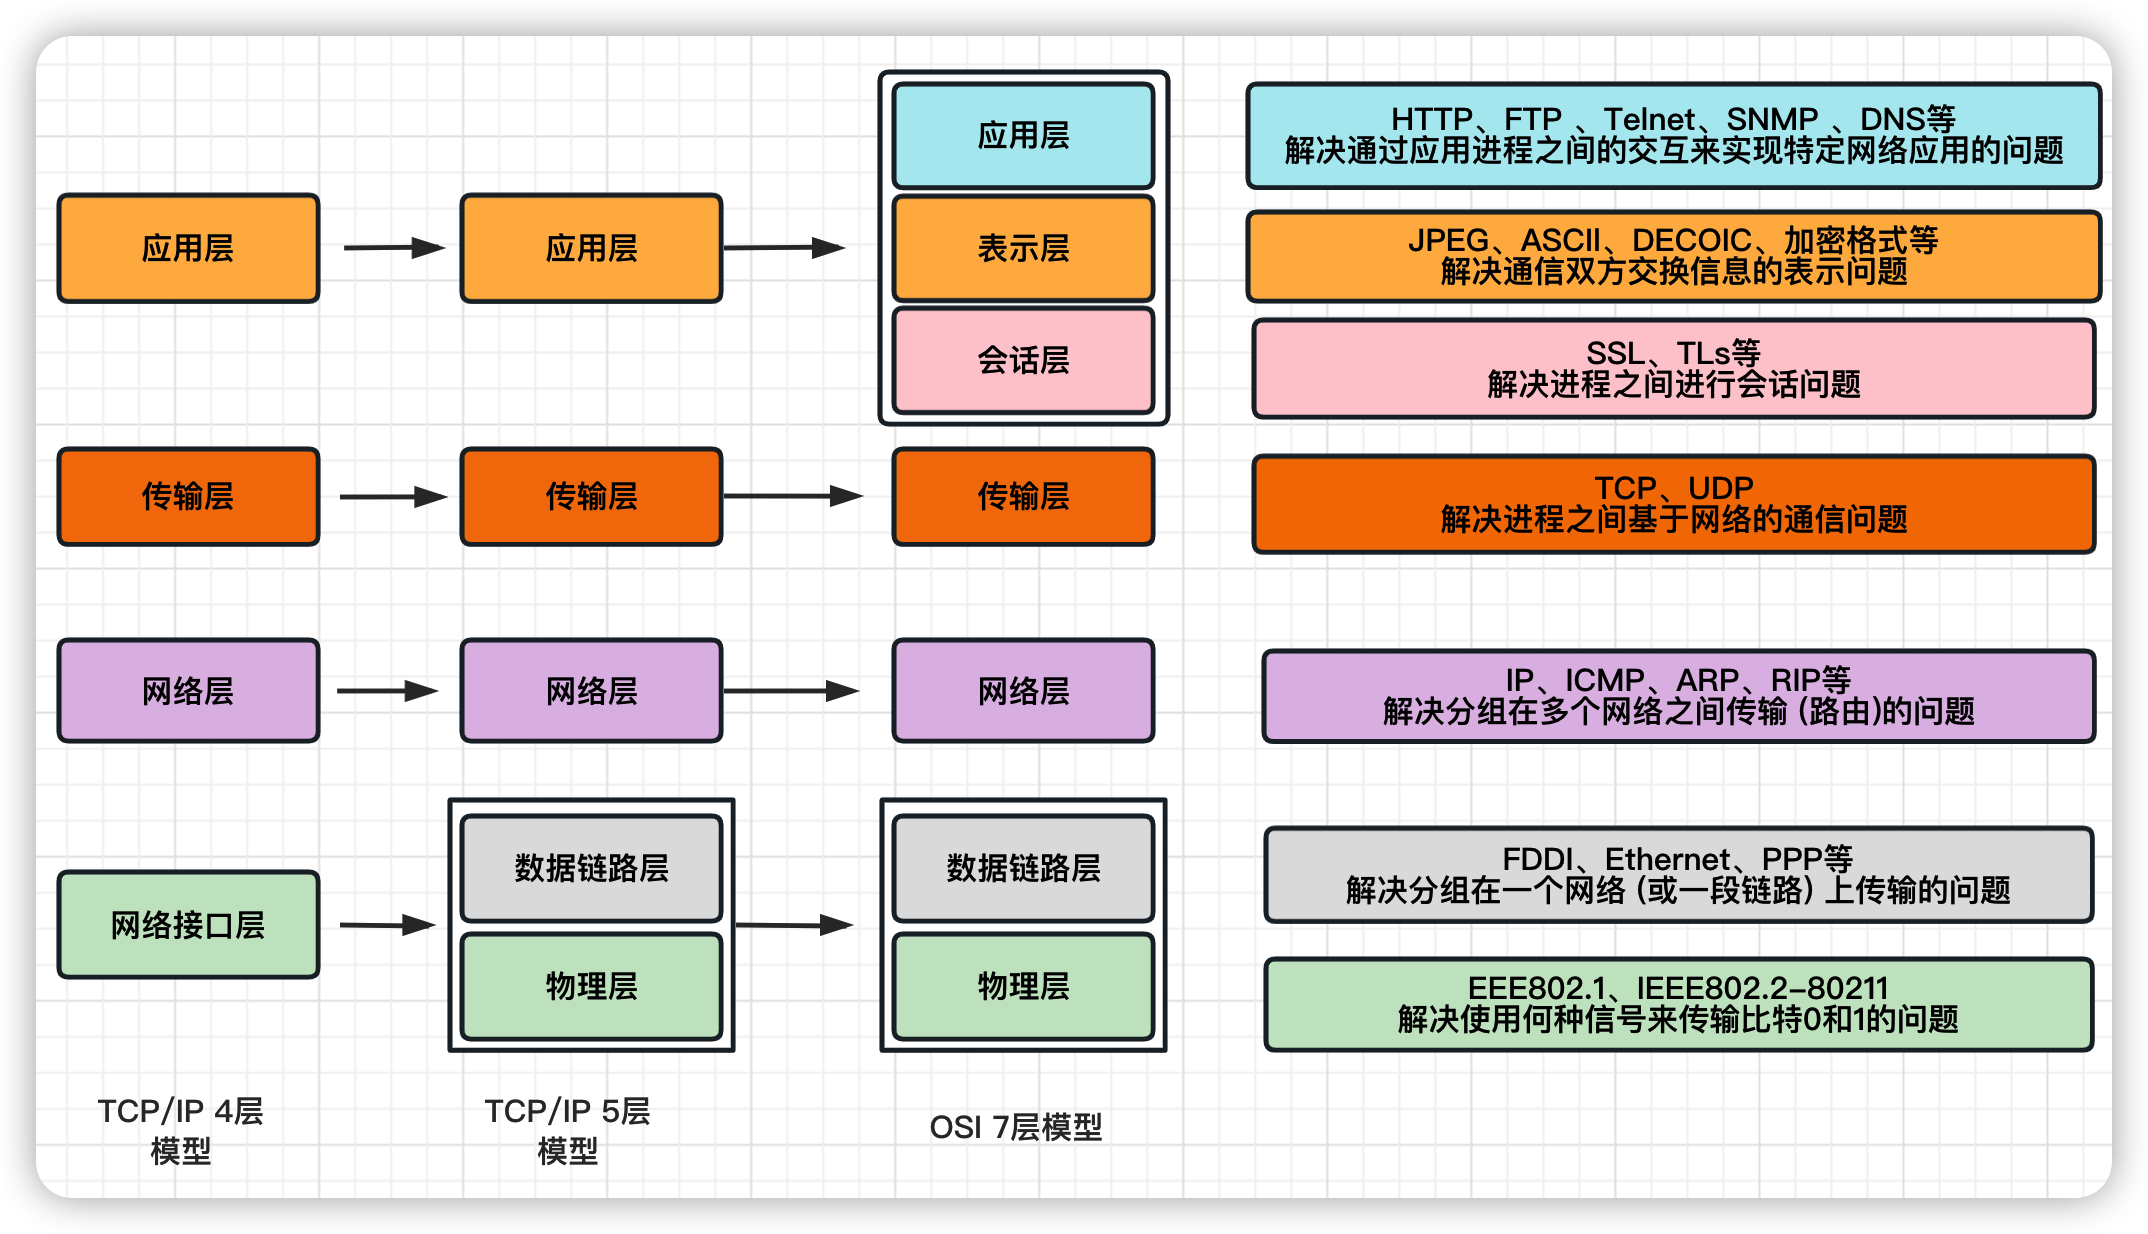 应用层
HTTP、FTP 、Telnet、SNMP 、DNS等
解决通过应用进程之间的交互来实现特定网络应用的问题
应用层
应用层
表示层
JPEG、ASCII、DECOIC、加密格式等
解决通信双方交换信息的表示问题
会话层
SSL、TLs等
解决进程之间进行会话问题
传输层
传输层
传输层
TCP、UDP
解决进程之间基于网络的通信问题
网络层
网络层
网络层
IP、ICMP、ARP、RIP等
解决分组在多个网络之间传输 (路由)的问题
网络接口层
数据链路层
数据链路层
FDDI、Ethernet、PPP等
解决分组在一个网络 (或一段链路) 上传输的问题
物理层
物理层
EEE802.1、IEEE802.2-80211
解决使用何种信号来传输比特0和1的问题
TCP/IP 4层
模型
TCP/IP 5层
模型
OSI 7层模型